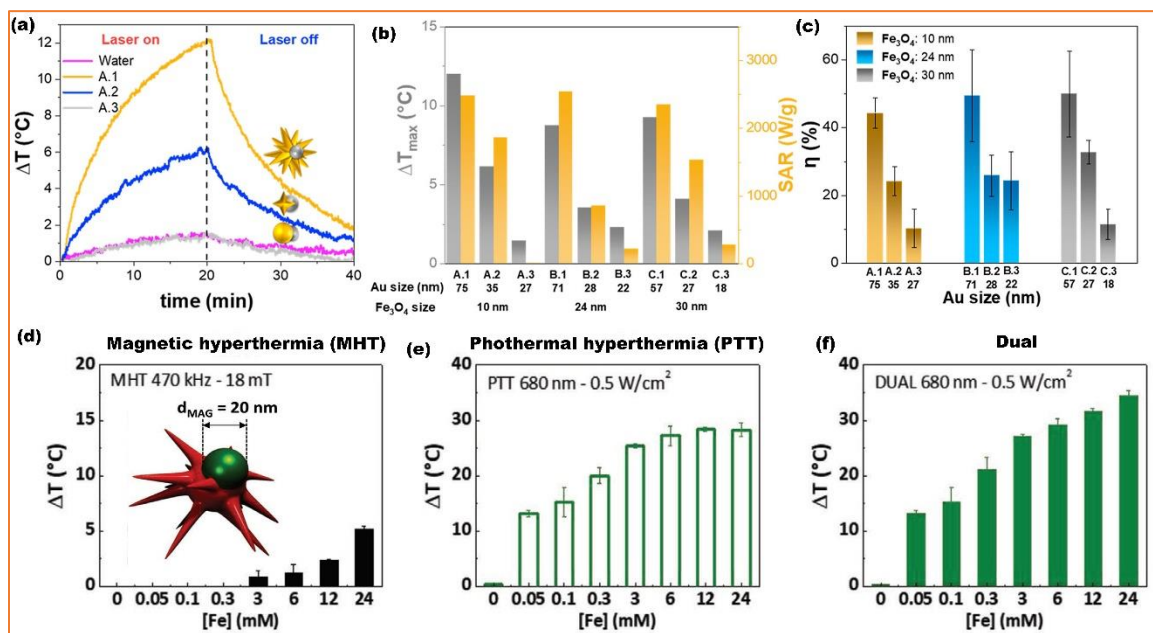 (a)
Laser on Laser off
Water
A.1
A.2
A.3
ΔT (°C)
12
10
8
6
4
2
0
0 10 20 30 40
time (min)
(b)
ΔTmax (°C)
15
10
5
0
SAR (W/g)
3000
2000
1000
0
A.1 A.2 A.3 B.1 B.2 B.3 C.1 C.2 C.3
Au size (nm) 75 35 27 71 28 22 57 27 18
Fe3O4 size 10 nm 24 nm 30 nm
(c)
Fe3O4: 10 nm
Fe3O4: 24 nm
Fe3O4: 30 nm
η (%)
60
40
20
0
A.1 A.2 A.3 B.1 B.2 B.3 C.1 C.2 C.3
75 35 27 71 28 22 57 27 18
Au size (nm)
(d) Magnetic hyperthermia (MHT)
MHT 470 kHz - 18 mT
dMAG = 20 nm
ΔT (°C)
20
15
10
5
0
0 0.05 0.1 0.3 3 6 12 24
[Fe] (mM)
(e) Phothermal hyperthermia (PTT)
PTT 680 nm - 0.5 W/cm2
ΔT (°C)
40
30
20
10
0
0 0.05 0.1 0.3 3 6 12 24
[Fe] (mM)
(f) Dual
DUAL 680 nm - 0.5 W/cm2
ΔT (°C)
40
30
20
10
0
0 0.05 0.1 0.3 3 6 12 24
[Fe] (mM)